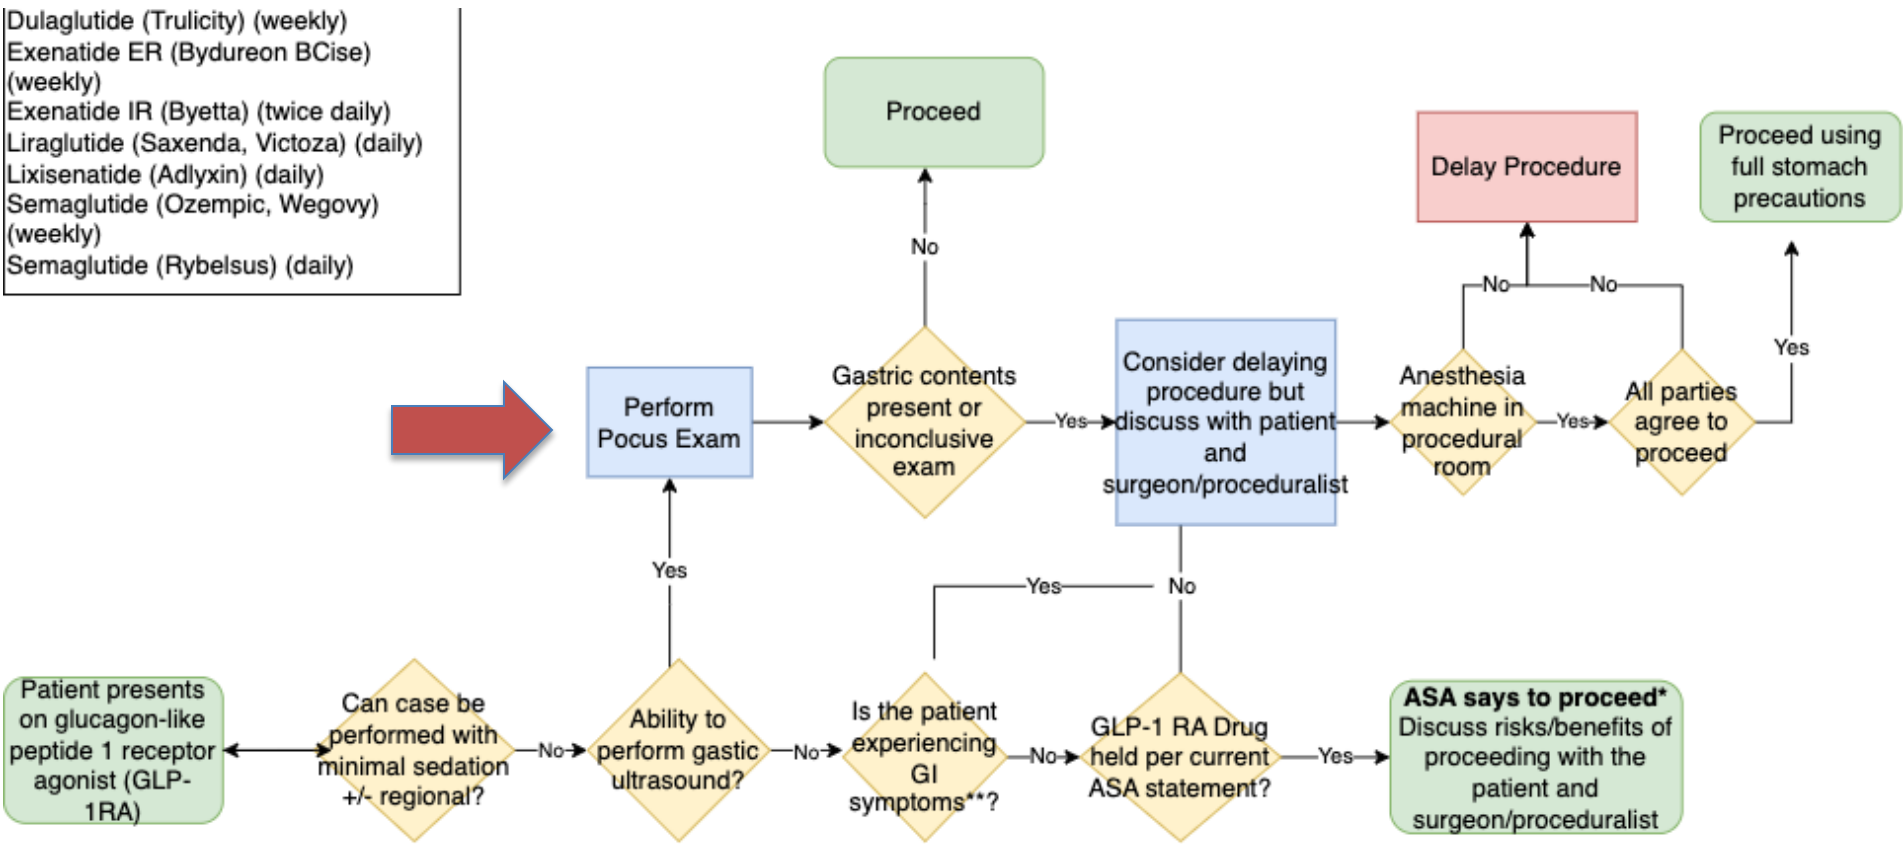 Dulaglutide (Trulicity) (weekly)
Exenatide ER (Bydureon BCise)
(weekly)
Exenatide IR (Byetta) (twice daily)
Liraglutide (Saxenda, Victoza) (daily)
Lixisenatide (Adlyxin) (daily)
Semaglutide (Ozempic, Wegovy)
(weekly)
Semaglutide (Rybelsus) (daily)
Proceed
No
Delay Procedure
Proceed using
full stomach
precautions
No
No
Yes
Perform
Pocus Exam
Gastric contents
present or
inconclusive
exam
Yes
Consider delaying
procedure but
discuss with patient
and
surgeon/proceduralist
Anesthesia
machine in
procedural
room
Yes
All parties
agree to
proceed
Yes
Yes
No
Patient presents
on glucagon-like
peptide 1 receptor
agonist (GLP-
1RA)
Can case be
performed with
minimal sedation
+/- regional?
No
Ability to
perform gastic
ultrasound?
No
Is the patient
experiencing
GI
symptoms**?
No
GLP-1 RA Drug
held per current
ASA statement?
Yes
ASA says to proceed*
Discuss risks/benefits of
proceeding with the
patient and
surgeon/proceduralist